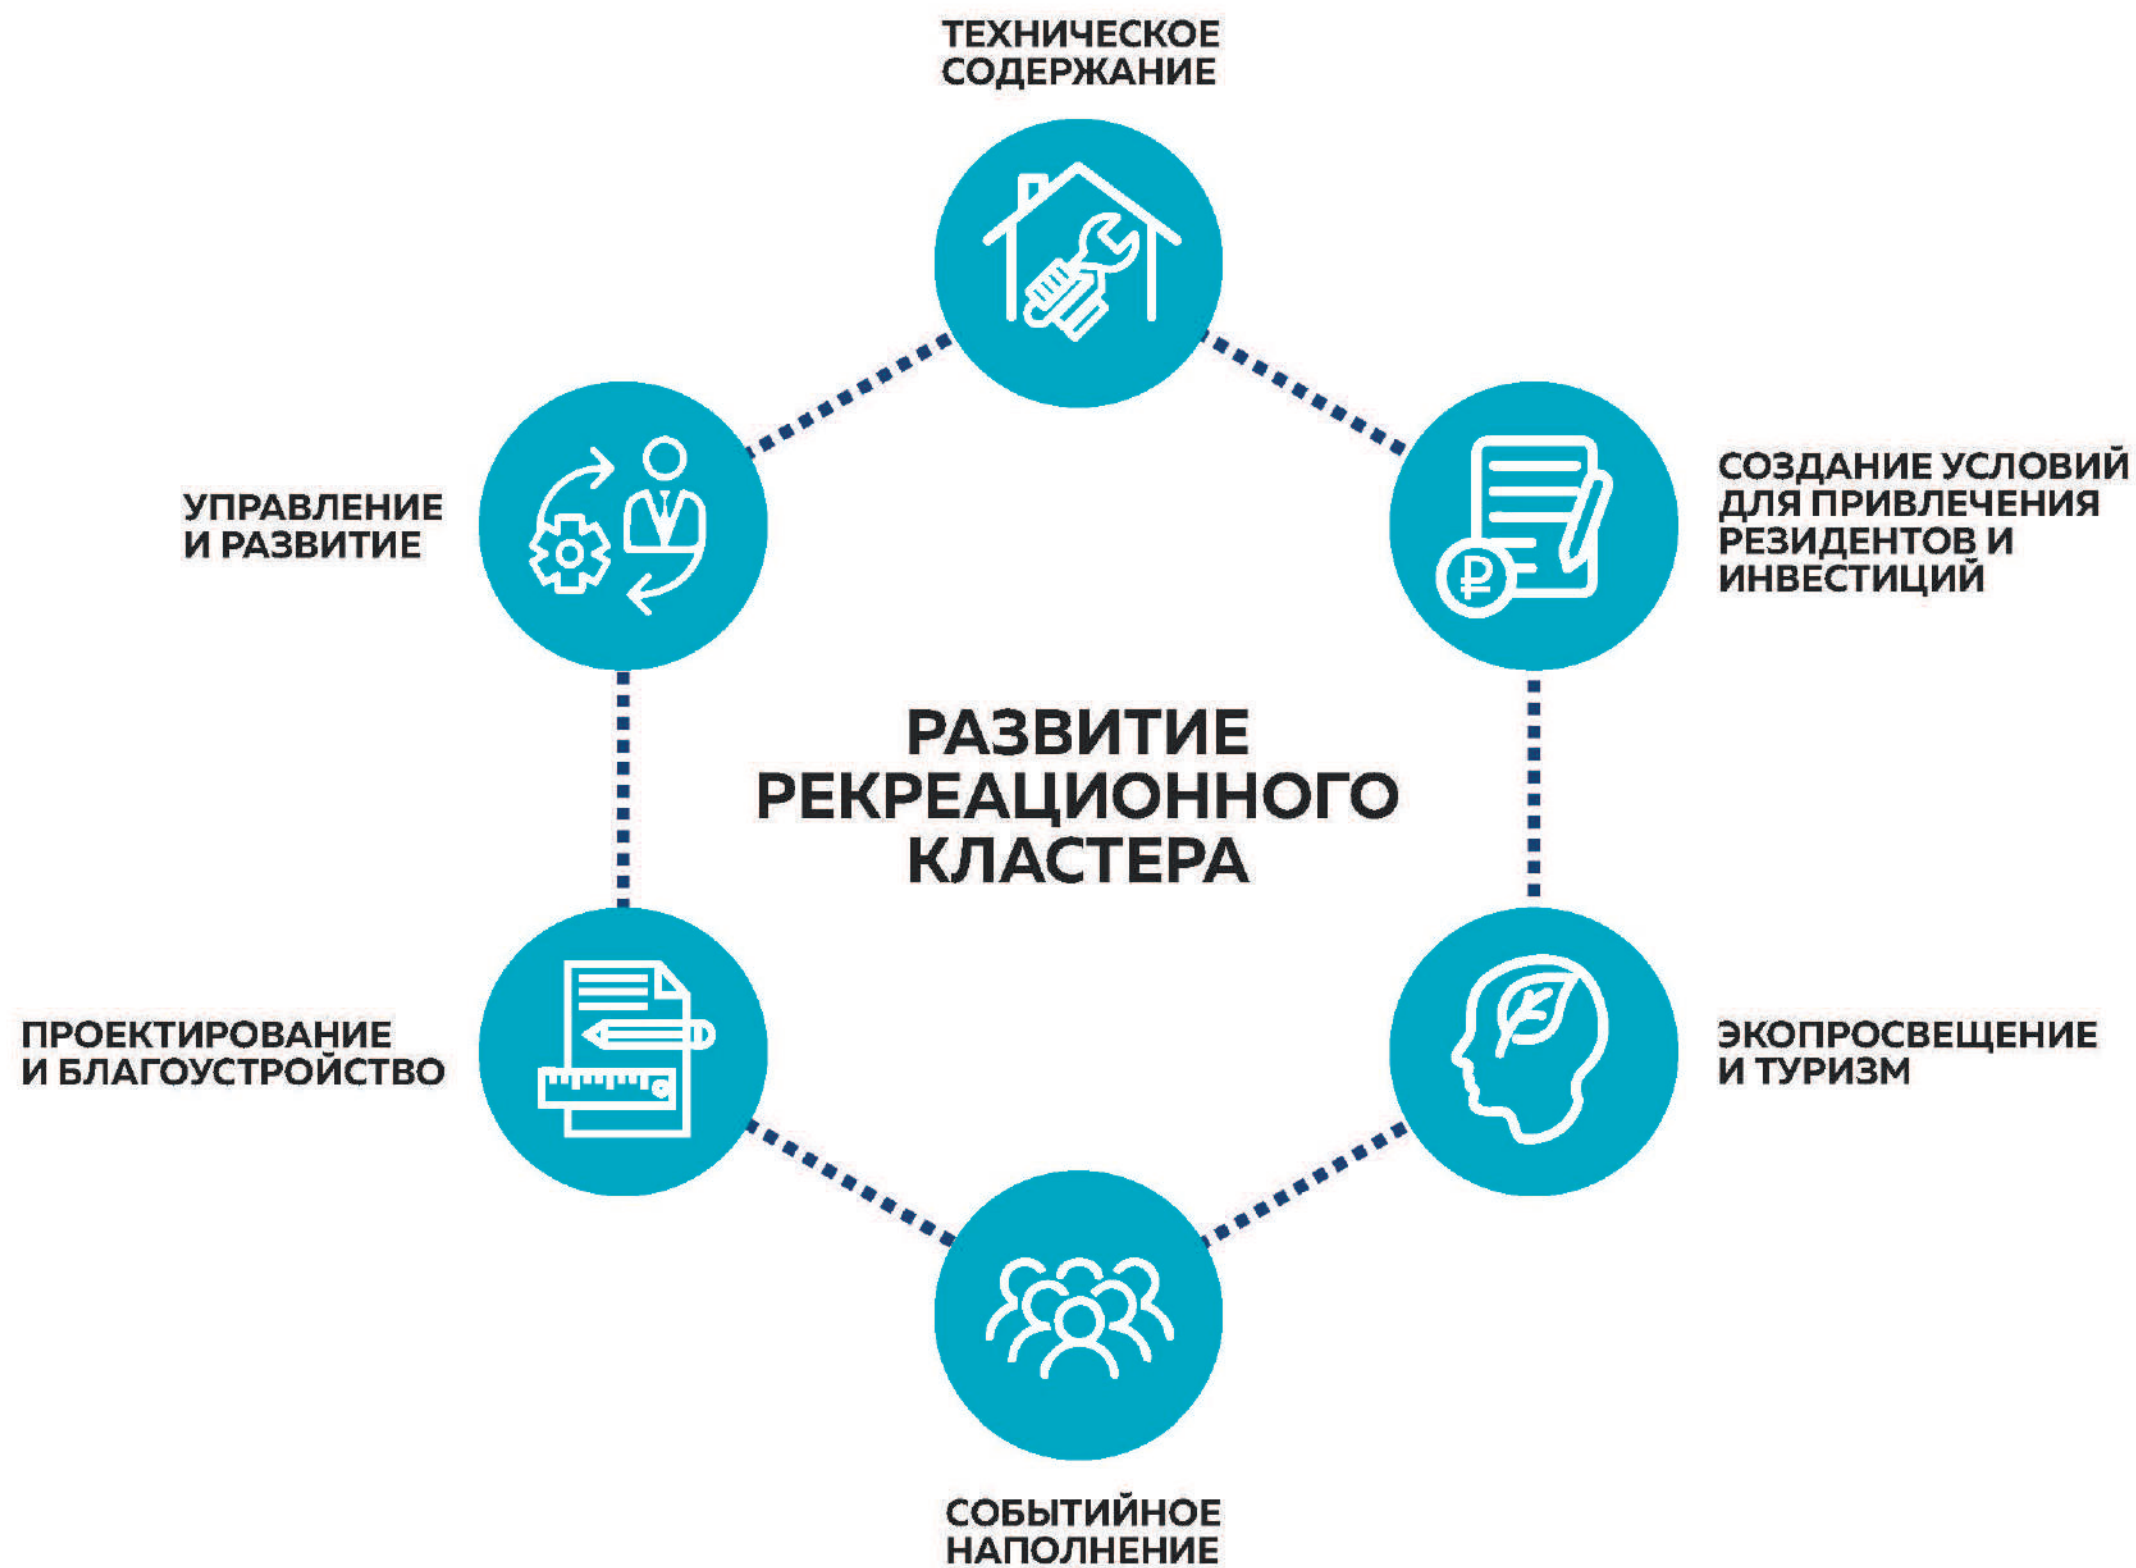 ТЕХНИЧЕСКОЕ
СОДЕРЖАНИЕ
УПРАВЛЕНИЕ
И РАЗВИТИЕ
СОЗДАНИЕ УСЛОВИЙ
ДЛЯ ПРИВЛЕЧЕНИЯ
РЕЗИДЕНТОВ И
ИНВЕСТИЦИЙ
РАЗВИТИЕ
РЕКРЕАЦИОННОГО
КЛАСТЕРА
ПРОЕКТИРОВАНИЕ
И БЛАГОУСТРОЙСТВО
ЭКОПРОСВЕЩЕНИЕ
И ТУРИЗМ
СОБЫТИЙНОЕ
НАПОЛНЕНИЕ